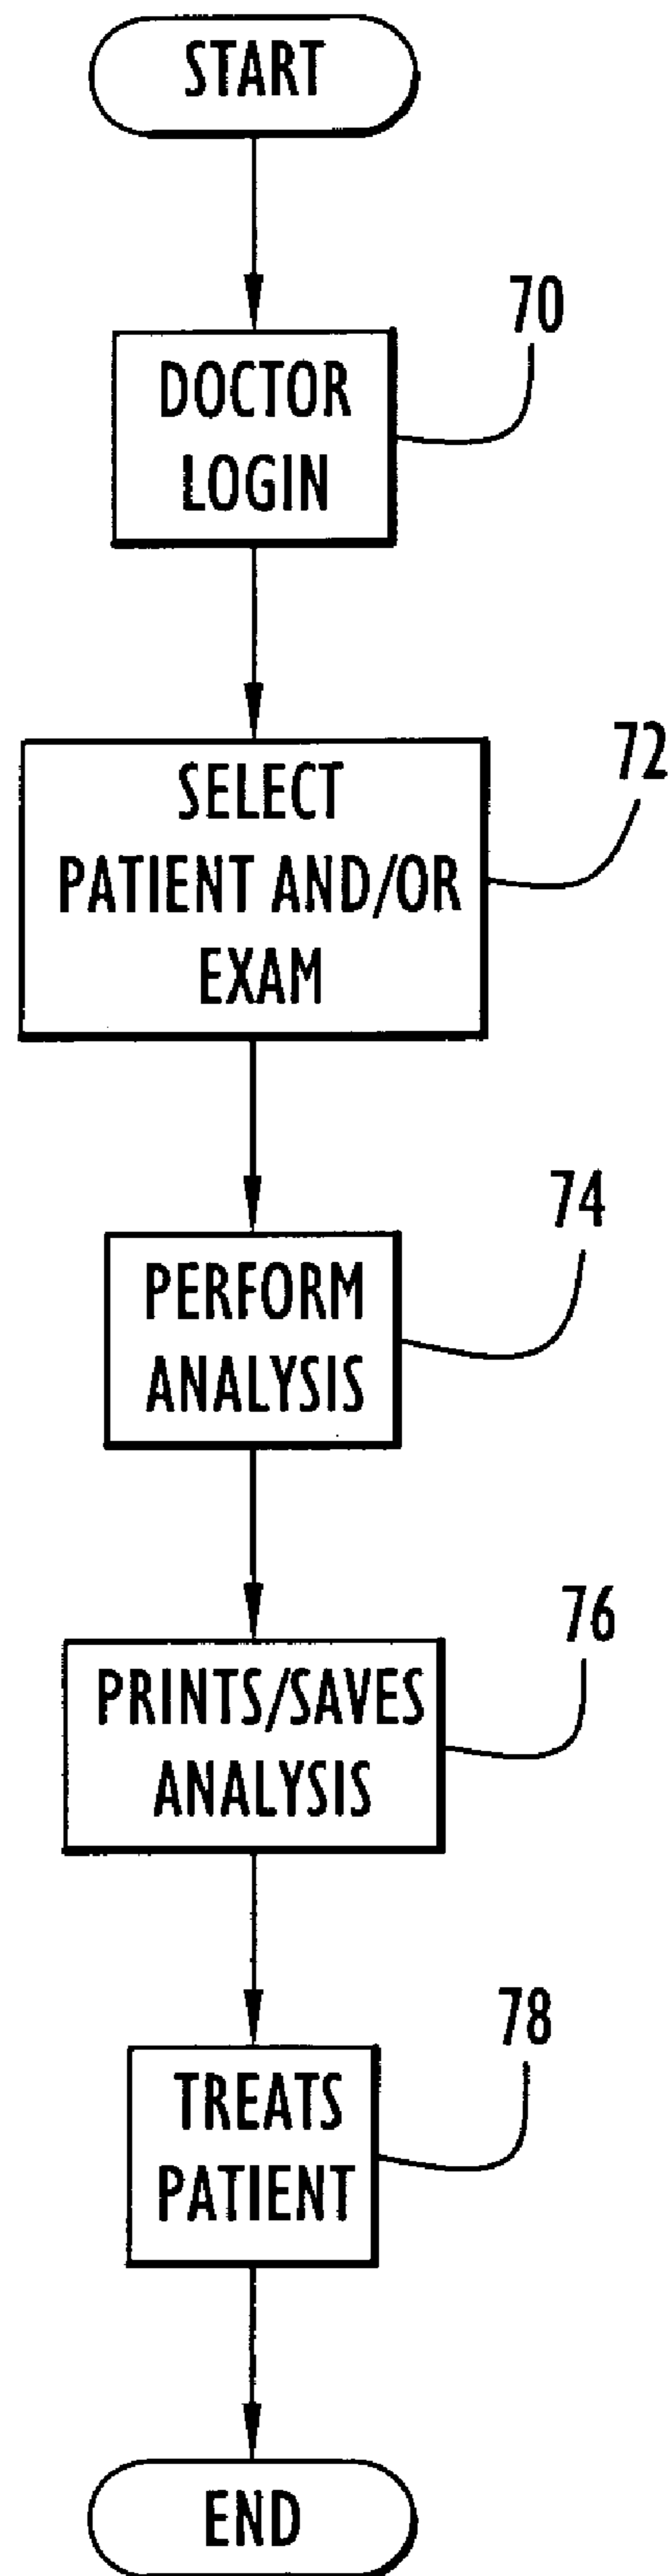 START
70
DOCTOR
LOGIN
72
SELECT
PATIENT AND/OR
EXAM
74
PERFORM
ANALYSIS
76
PRINTS/SAVES
ANALYSIS
78
TREATS
PATIENT
END